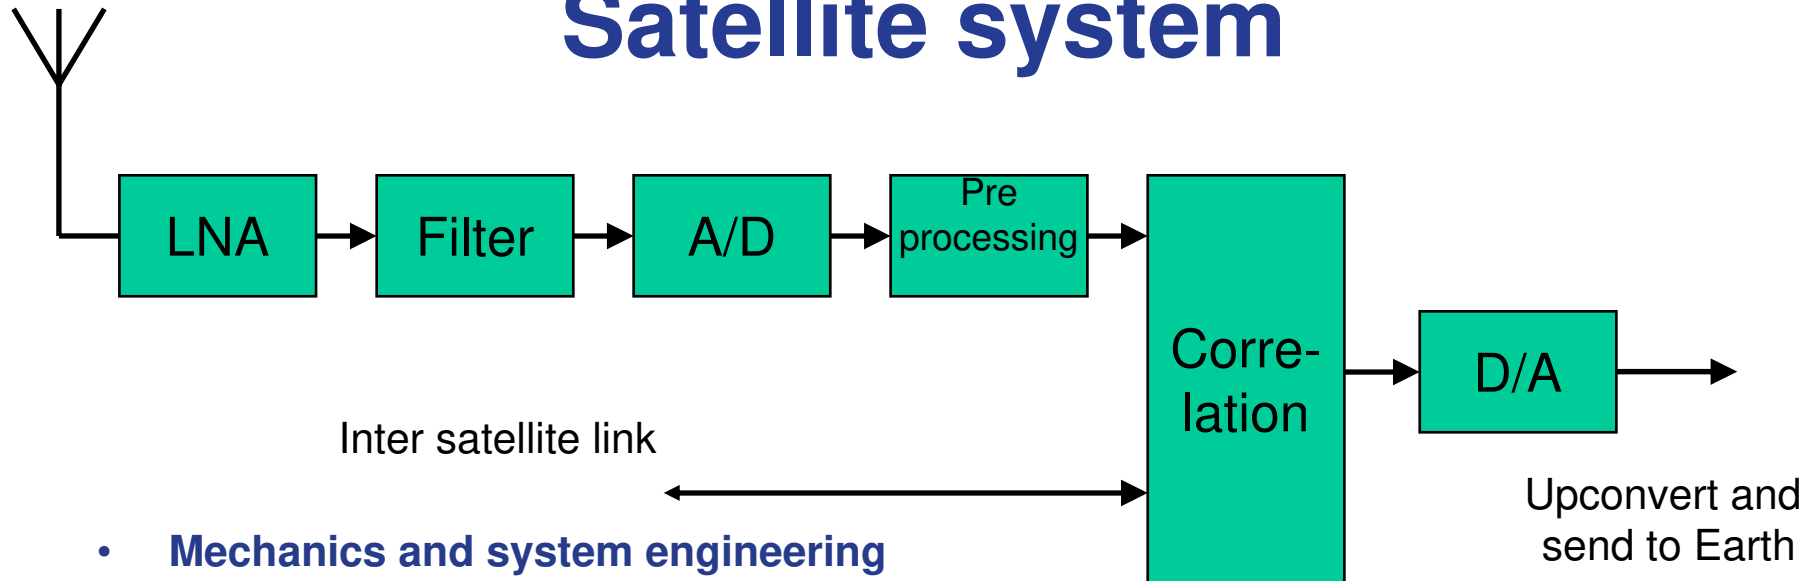 Satellite system
LNA
Filter
A/D
Pre
processing
Corre-
lation
D/A
Inter satellite link
Upconvert and
send to Earth
• Mechanics and system engineering